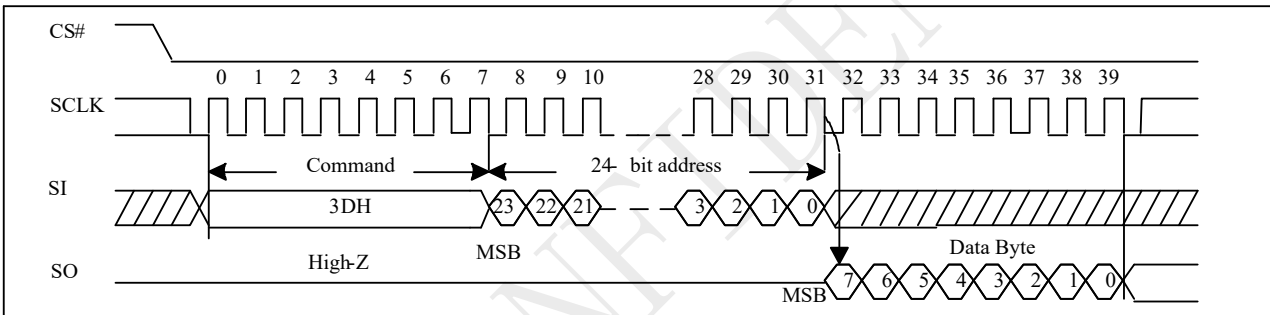 CS#
0 1 2 3 4 5 6 7 8 9 10 28 29 30 31 32 33 34 35 36 37 38 39
SCLK
Command 24- bit address
SI
3DH 23 22 21 3 2 1 0
High-Z MSB Data Byte
SO
MSB 7 6 5 4 3 2 1 0